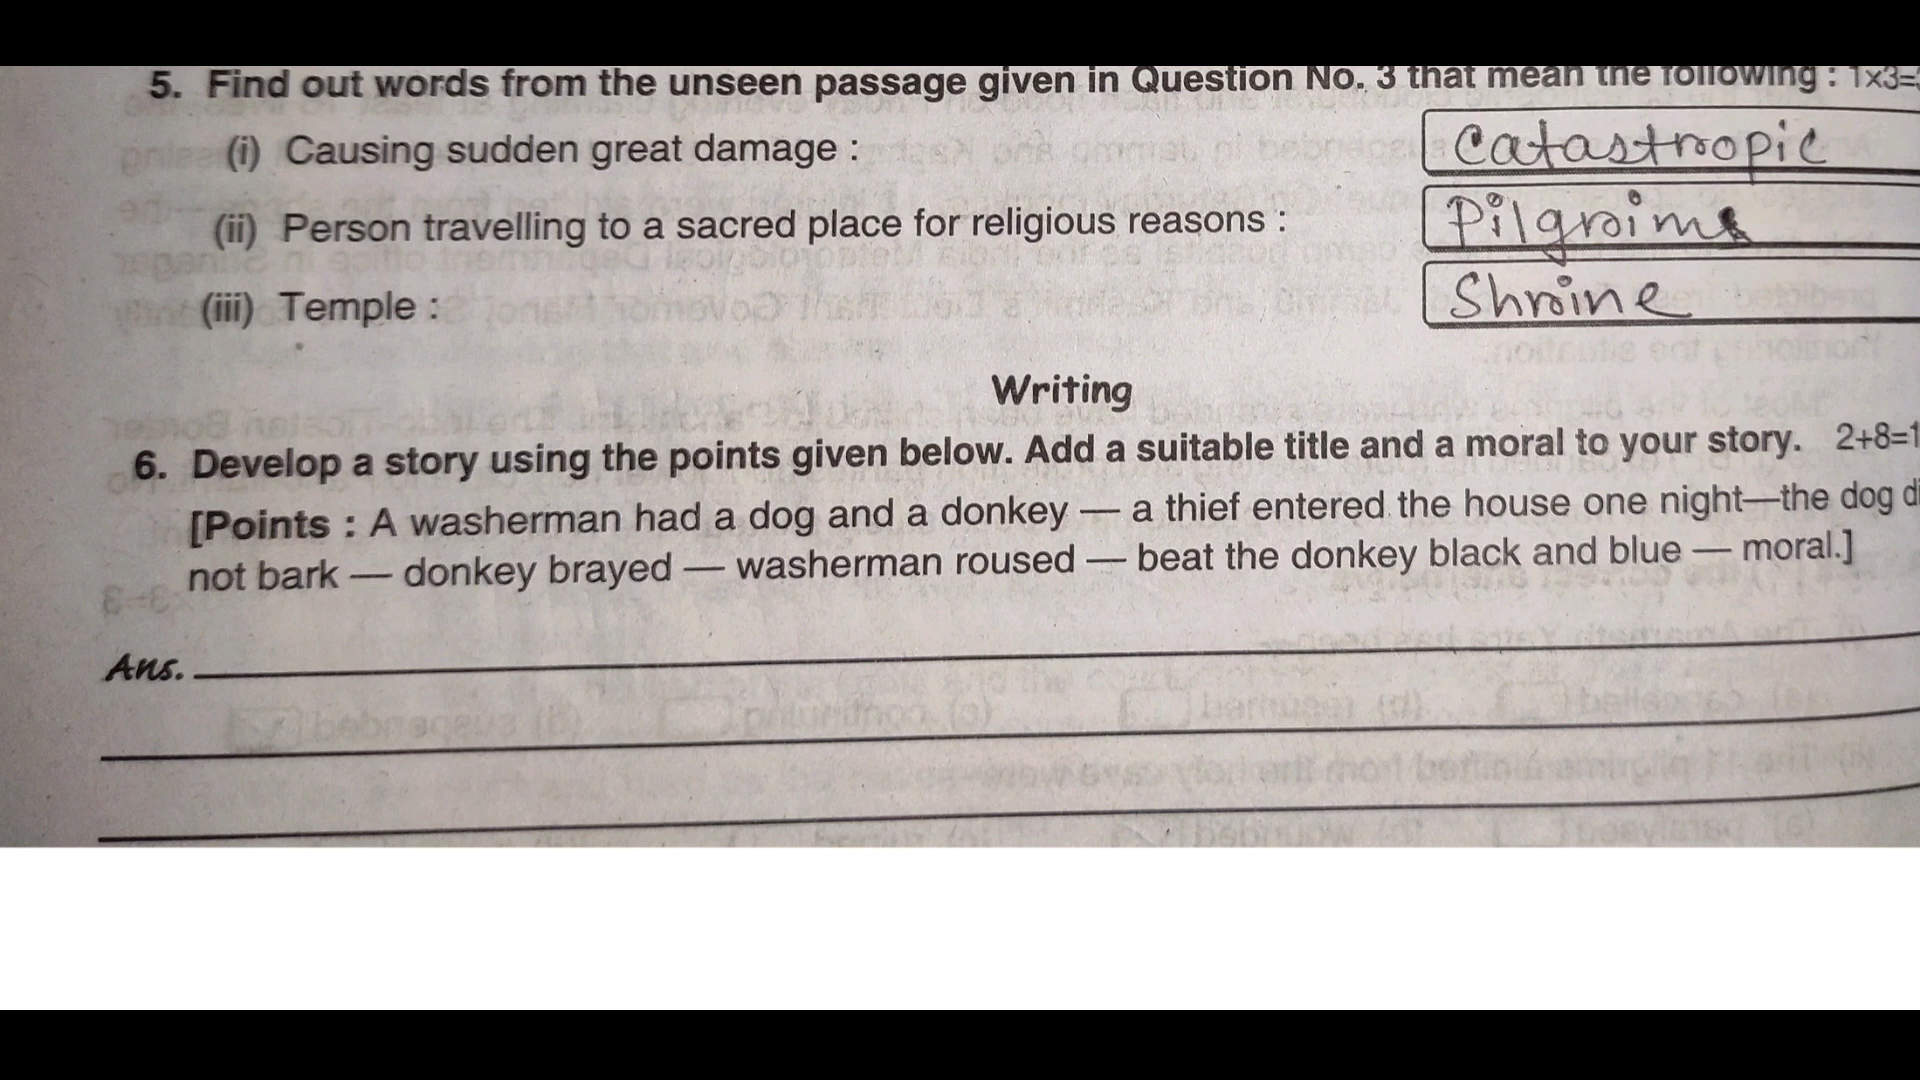 5. Find out words from the unseen passage given in Question No. 3 that mean the following : 1x3=
(i) Causing sudden great damage : Catastropic
(ii) Person travelling to a sacred place for religious reasons : Pilgrims
(iii) Temple : Shrine
Writing
6. Develop a story using the points given below. Add a suitable title and a moral to your story. 2+8=1
[Points : A washerman had a dog and a donkey — a thief entered the house one night—the dog di
not bark — donkey brayed — washerman roused — beat the donkey black and blue — moral.]
Ans.